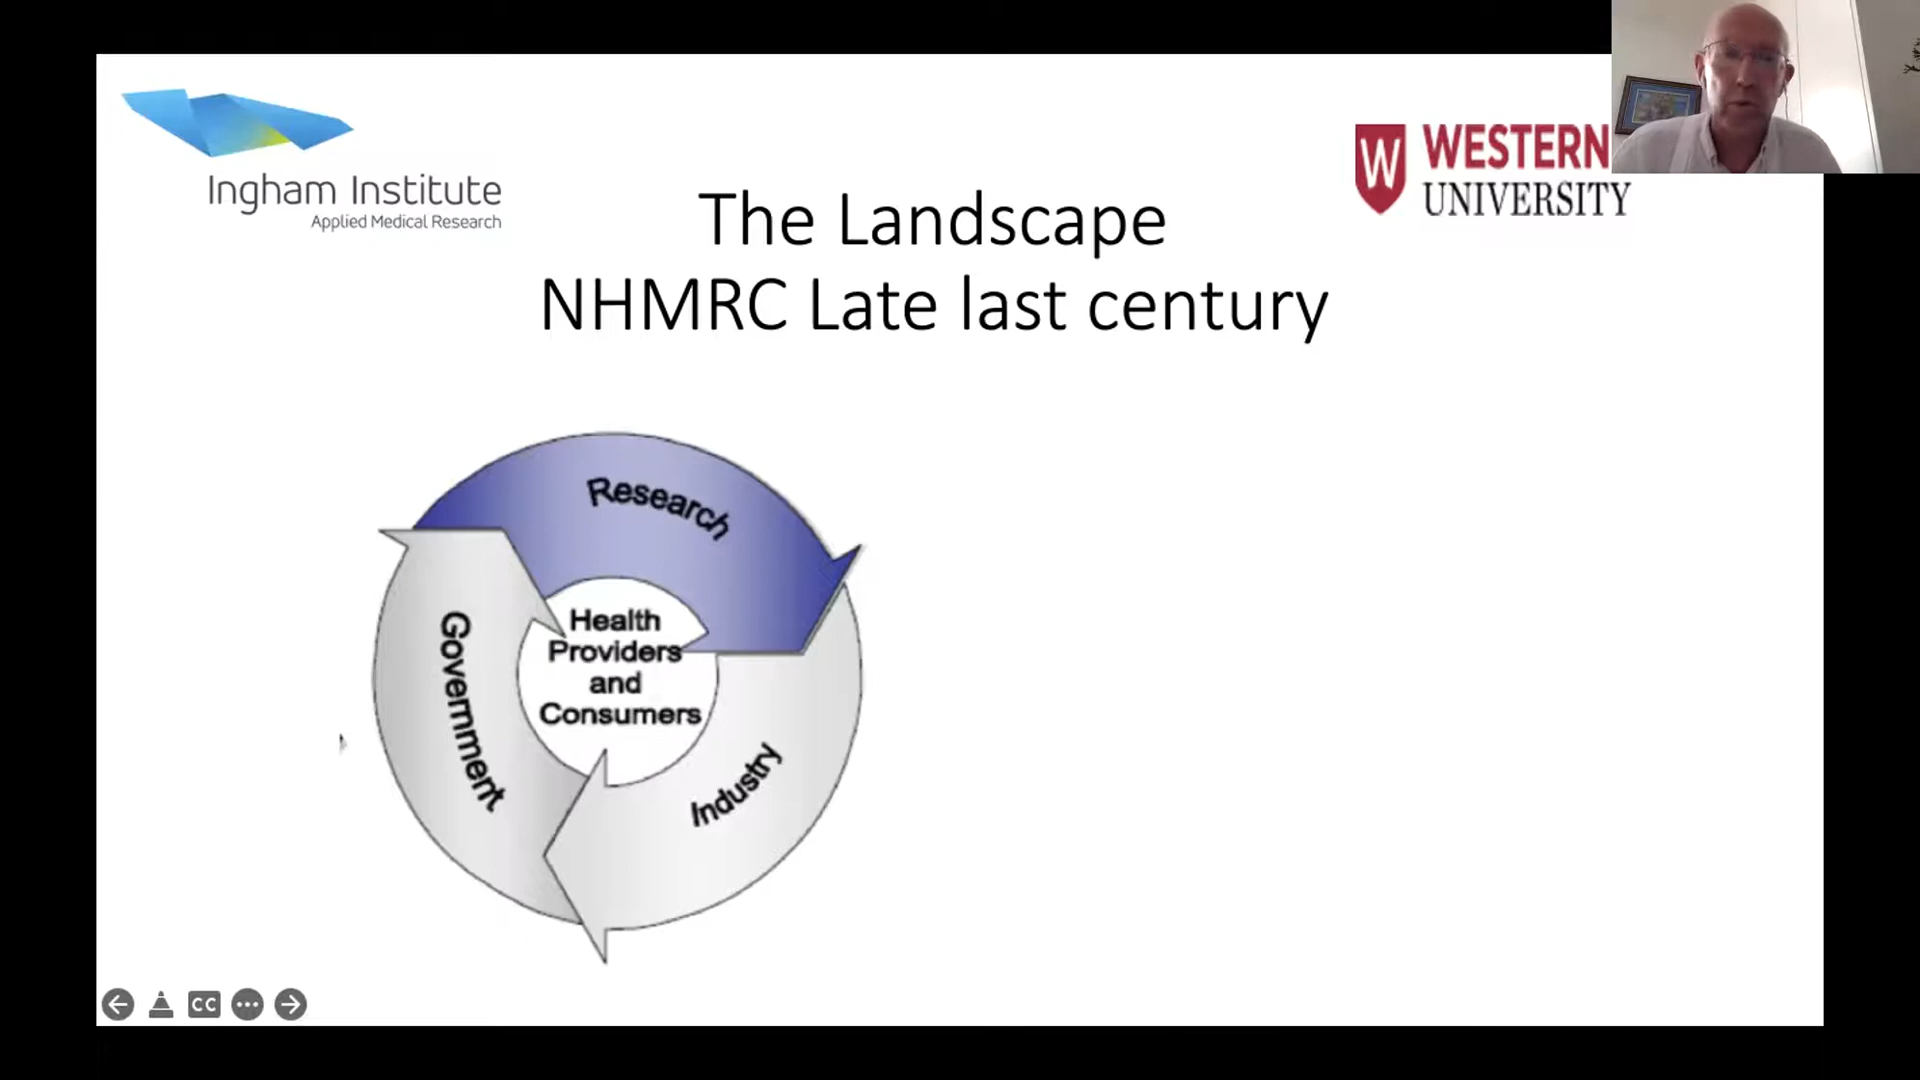 Ingham Institute
Applied Medical Research
W WESTERN
UNIVERSITY
The Landscape
NHMRC Late last century
Research
Health
Providers
and
Consumers
Government
Industry
CC